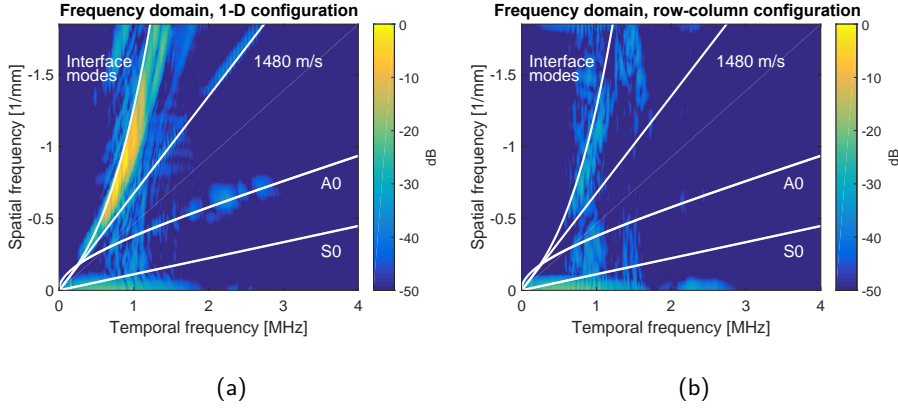 Frequency domain, 1-D configuration
Interface
modes
1480 m/s
A0
S0
Spatial frequency [1/mm]
-1.5
-1
-0.5
0
0
1
2
3
4
Temporal frequency [MHz]
0
-10
-20
-30
-40
-50
dB
(a)
Frequency domain, row-column configuration
Interface
modes
1480 m/s
A0
S0
Spatial frequency [1/mm]
-1.5
-1
-0.5
0
0
1
2
3
4
Temporal frequency [MHz]
0
-10
-20
-30
-40
-50
dB
(b)